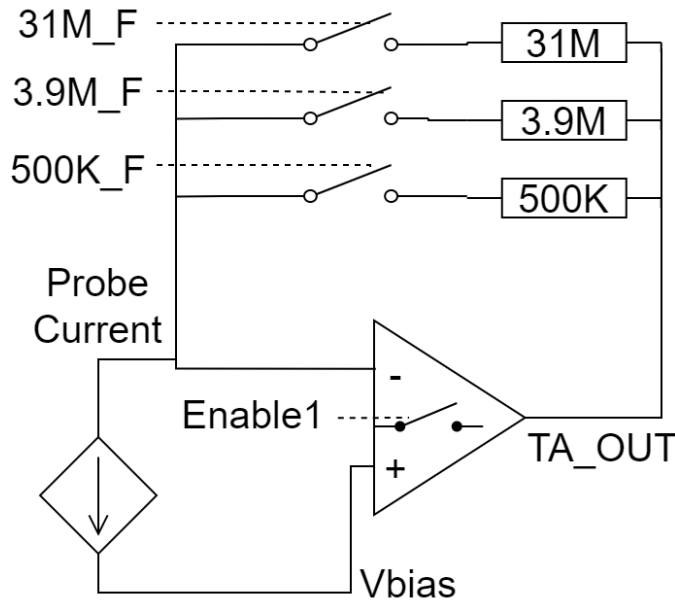 31M_F
31M
3.9M_F
3.9M
500K_F
500K
Probe
Current
-
Enable1
+
TA_OUT
Vbias